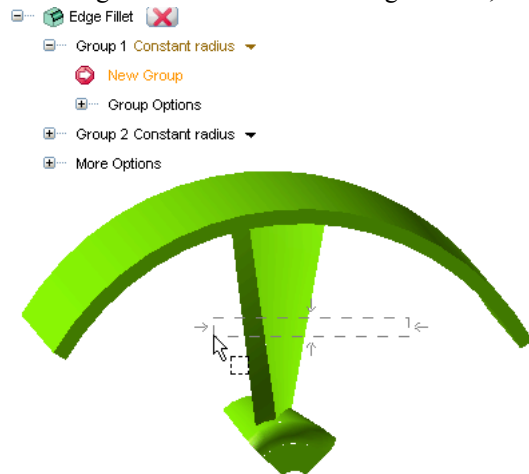 Edge Fillet
Group 1 Constant radius
New Group
Group Options
Group 2 Constant radius
More Options